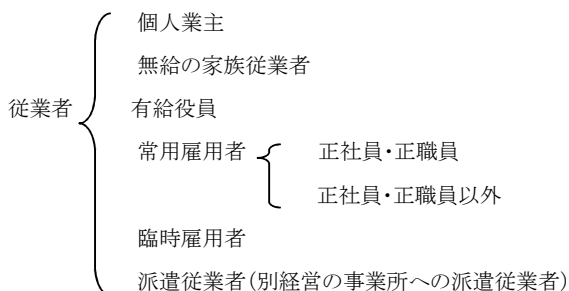 個人業主
無給の家族従業者
従業者 有給役員
常用雇用者 正社員・正職員
正社員・正職員以外
臨時雇用者
派遣従業者(別経営の事業所への派遣従業者)